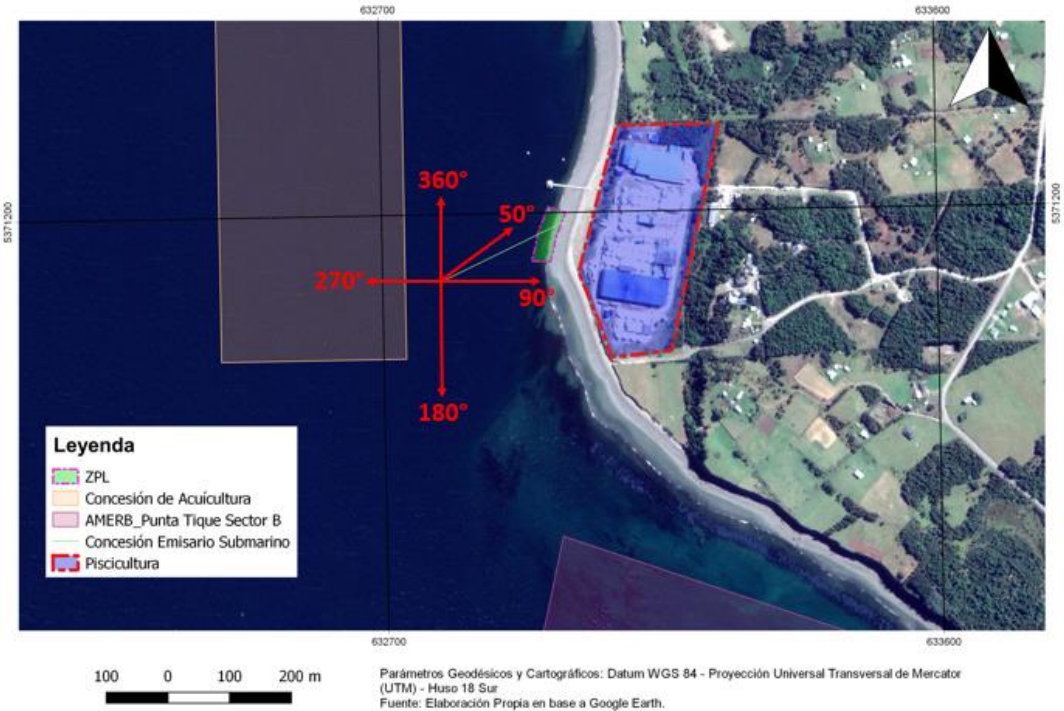 632700
633600
5371200
5371200
360°
50°
270°
90°
180°
Leyenda
ZPL
Concesión de Acuícultura
AMERB_Punta Tique Sector B
Concesión Emisario Submarino
Piscicultura
632700
633600
100 0 100 200 m
Parámetros Geodésicos y Cartográficos: Datum WGS 84 - Proyección Universal Transversal de Mercator
(UTM) - Huso 18 Sur
Fuente: Elaboración Propia en base a Google Earth.